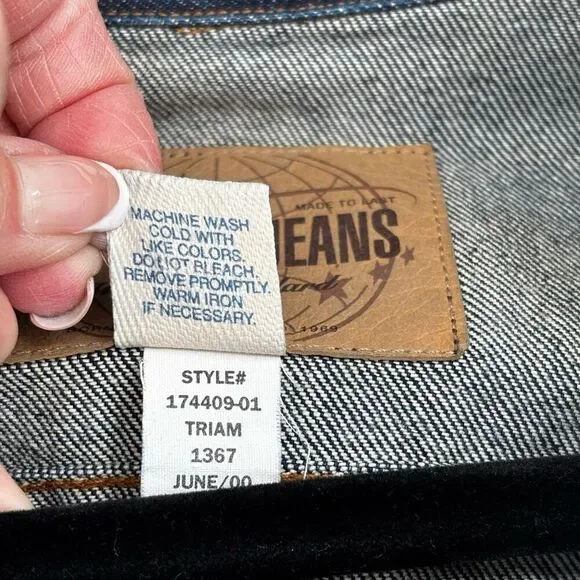 MACHINE WASH
COLD WITH
LIKE COLORS.
DO NOT BLEACH.
REMOVE PROMPTLY.
WARM IRON
IF NECESSARY.
STYLE#
174409-01
TRIAM
1367
JUNE/00
MADE TO LAST
JEANS
1969